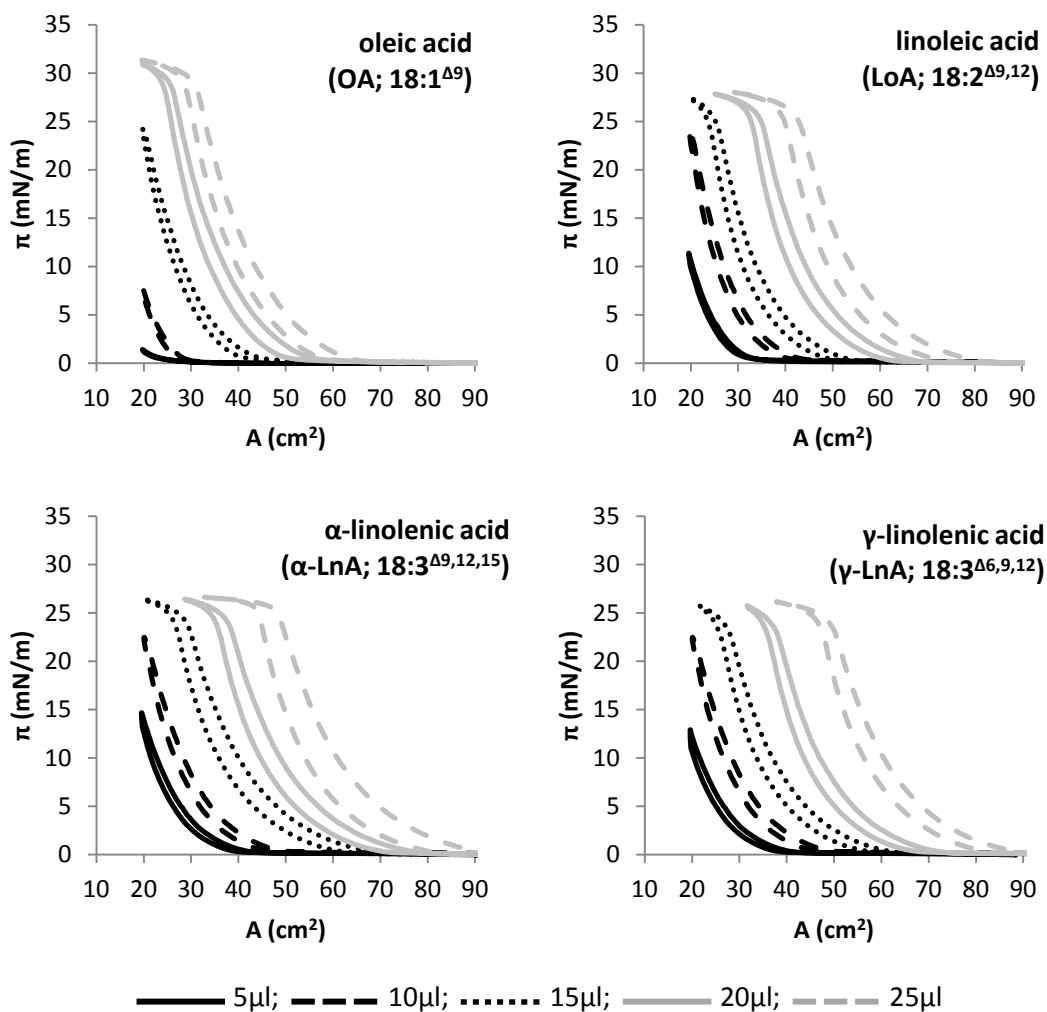 oleic acid
(OA; 18:1Δ9)
π (mN/m)
35
30
25
20
15
10
5
0
10 20 30 40 50 60 70 80 90
A (cm2)
linoleic acid
(LoA; 18:2Δ9,12)
π (mN/m)
35
30
25
20
15
10
5
0
10 20 30 40 50 60 70 80 90
A (cm2)
α-linolenic acid
(α-LnA; 18:3Δ9,12,15)
π (mN/m)
35
30
25
20
15
10
5
0
10 20 30 40 50 60 70 80 90
A (cm2)
γ-linolenic acid
(γ-LnA; 18:3Δ6,9,12)
π (mN/m)
35
30
25
20
15
10
5
0
10 20 30 40 50 60 70 80 90
A (cm2)
5µl; 10µl; 15µl; 20µl; 25µl